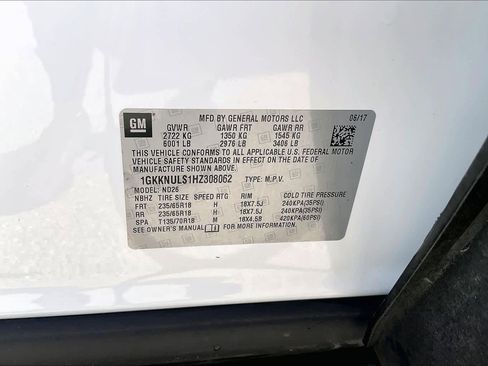 GM
MFD BY GENERAL MOTORS LLC 06/17
GVWR GAWR FRT GAWR RR
2722 KG 1350 KG 1545 KG
6001 LB 2976 LB 3406 LB
THIS VEHICLE CONFORMS TO ALL APPLICABLE U.S. FEDERAL MOTOR
VEHICLE SAFETY STANDARDS IN EFFECT ON THE DATE
OF MANUFACTURE SHOWN ABOVE.
1GKKNULS1HZ308062 TYPE: M.P.V.
MODEL: ND26
NBHZ TIRE SIZE SPEED RTG RIM COLD TIRE PRESSURE
FRT 235/65R18 H 18X7.5J 240KPA(35PSI)
RR 235/65R18 H 18X7.5J 240KPA(35PSI)
SPA T135/70R18 M 18X4.5B 420KPA(60PSI)
SEE OWNER'S MANUAL